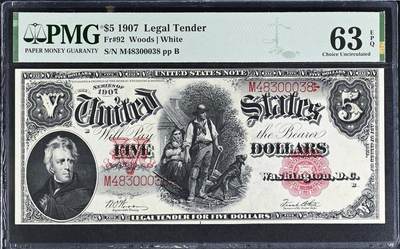 PMG
PAPER MONEY GUARANTY
$5 1907 Legal Tender
Fr#92 Woods | White
S/N M48300038 pp B
63 EPQ
Choice Uncirculated
UNITED STATES NOTE
SERIES OF 1907
V
United States
5
M48300038
Will Pay the Bearer
FIVE DOLLARS
M48300038
Washington, D.C.
B
LEGAL TENDER FOR FIVE DOLLARS